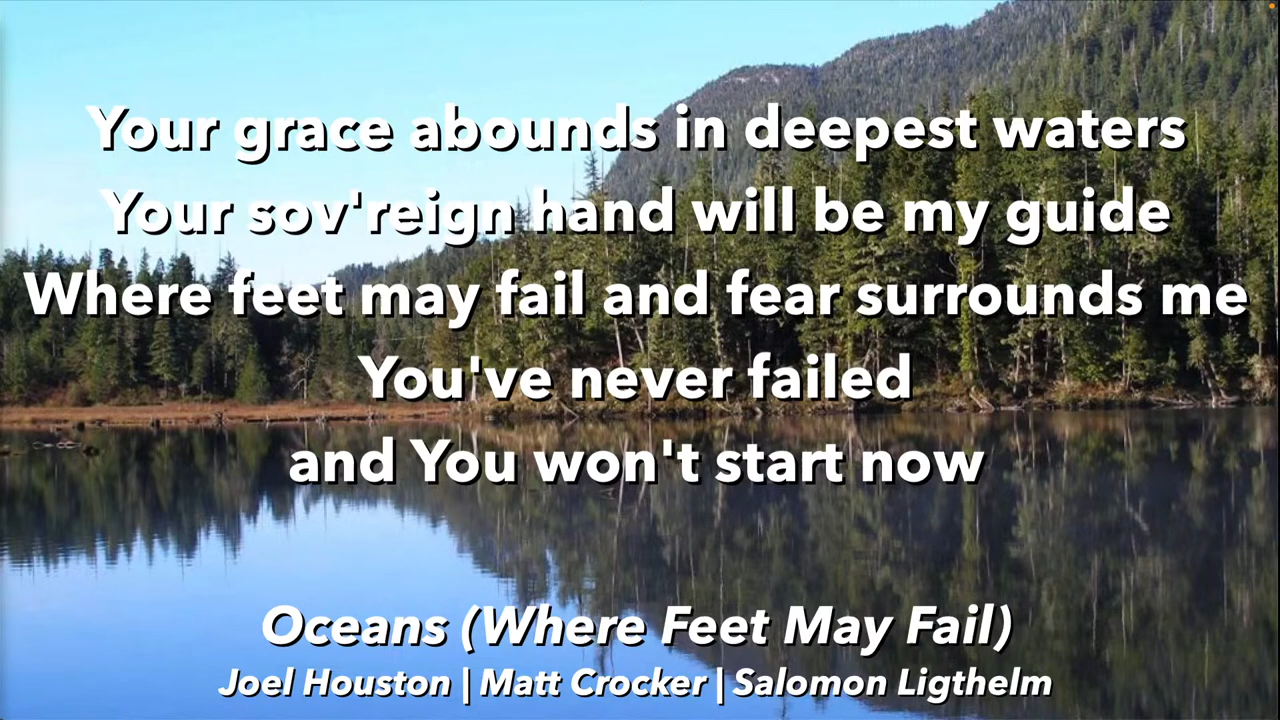 Your grace abounds in deepest waters
Your sov'reign hand will be my guide
Where feet may fail and fear surrounds me
You've never failed
and You won't start now
Oceans (Where Feet May Fail)
Joel Houston | Matt Crocker | Salomon Ligthelm